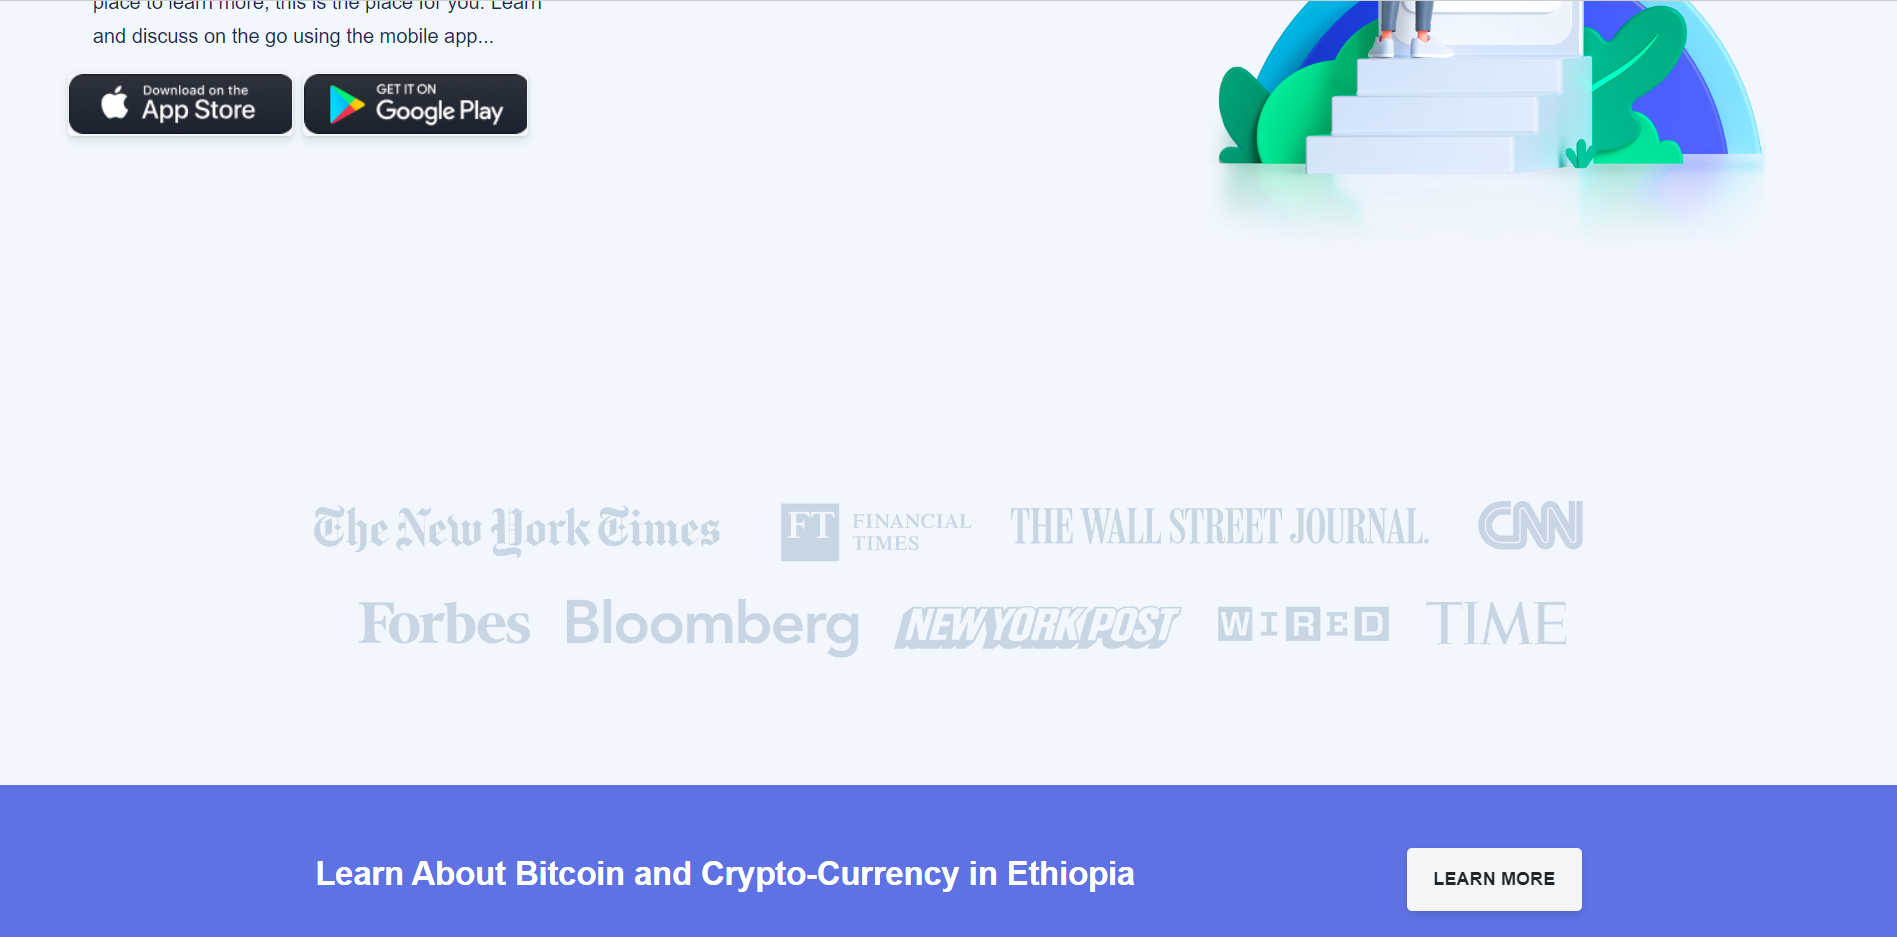 place to learn more, this is the place for you. Learn
and discuss on the go using the mobile app...
Download on the
App Store
GET IT ON
Google Play
The New York Times
FT
FINANCIAL
TIMES
THE WALL STREET JOURNAL.
CNN
Forbes
Bloomberg
NEW YORK POST
WIRED
TIME
Learn About Bitcoin and Crypto-Currency in Ethiopia
LEARN MORE